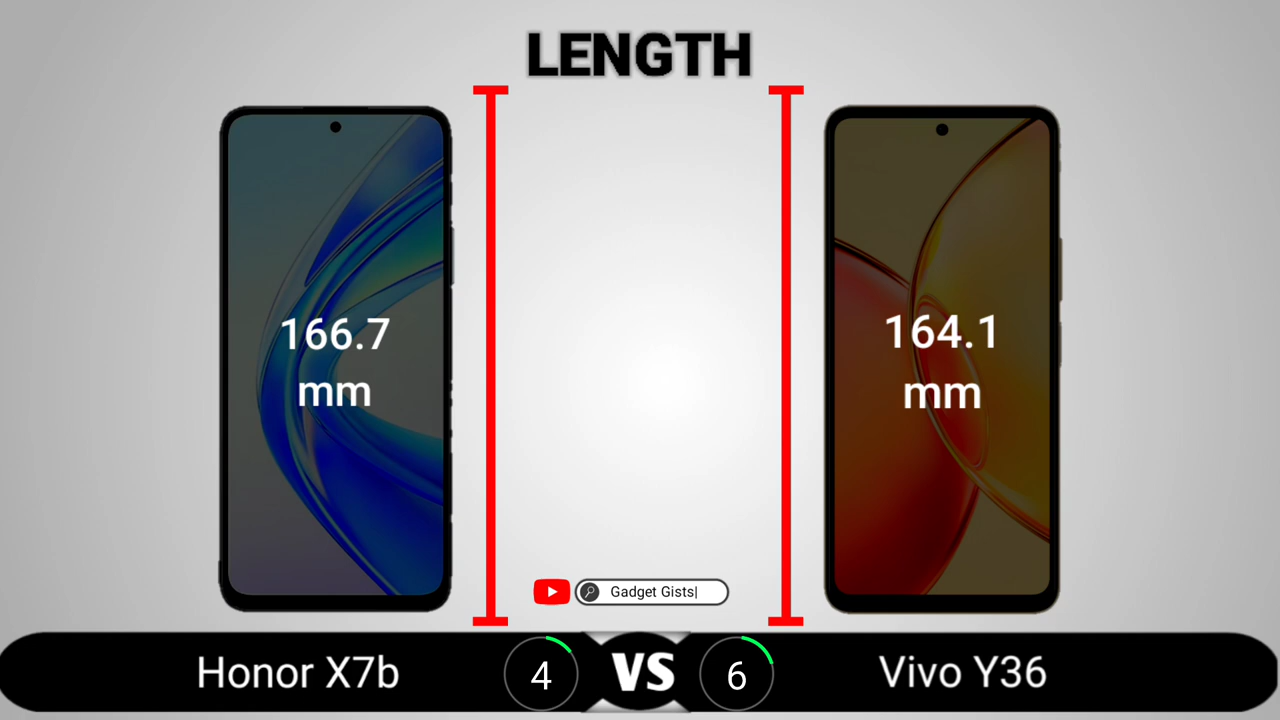 LENGTH
166.7
mm
164.1
mm
Gadget Gists|
Honor X7b
4
VS
6
Vivo Y36